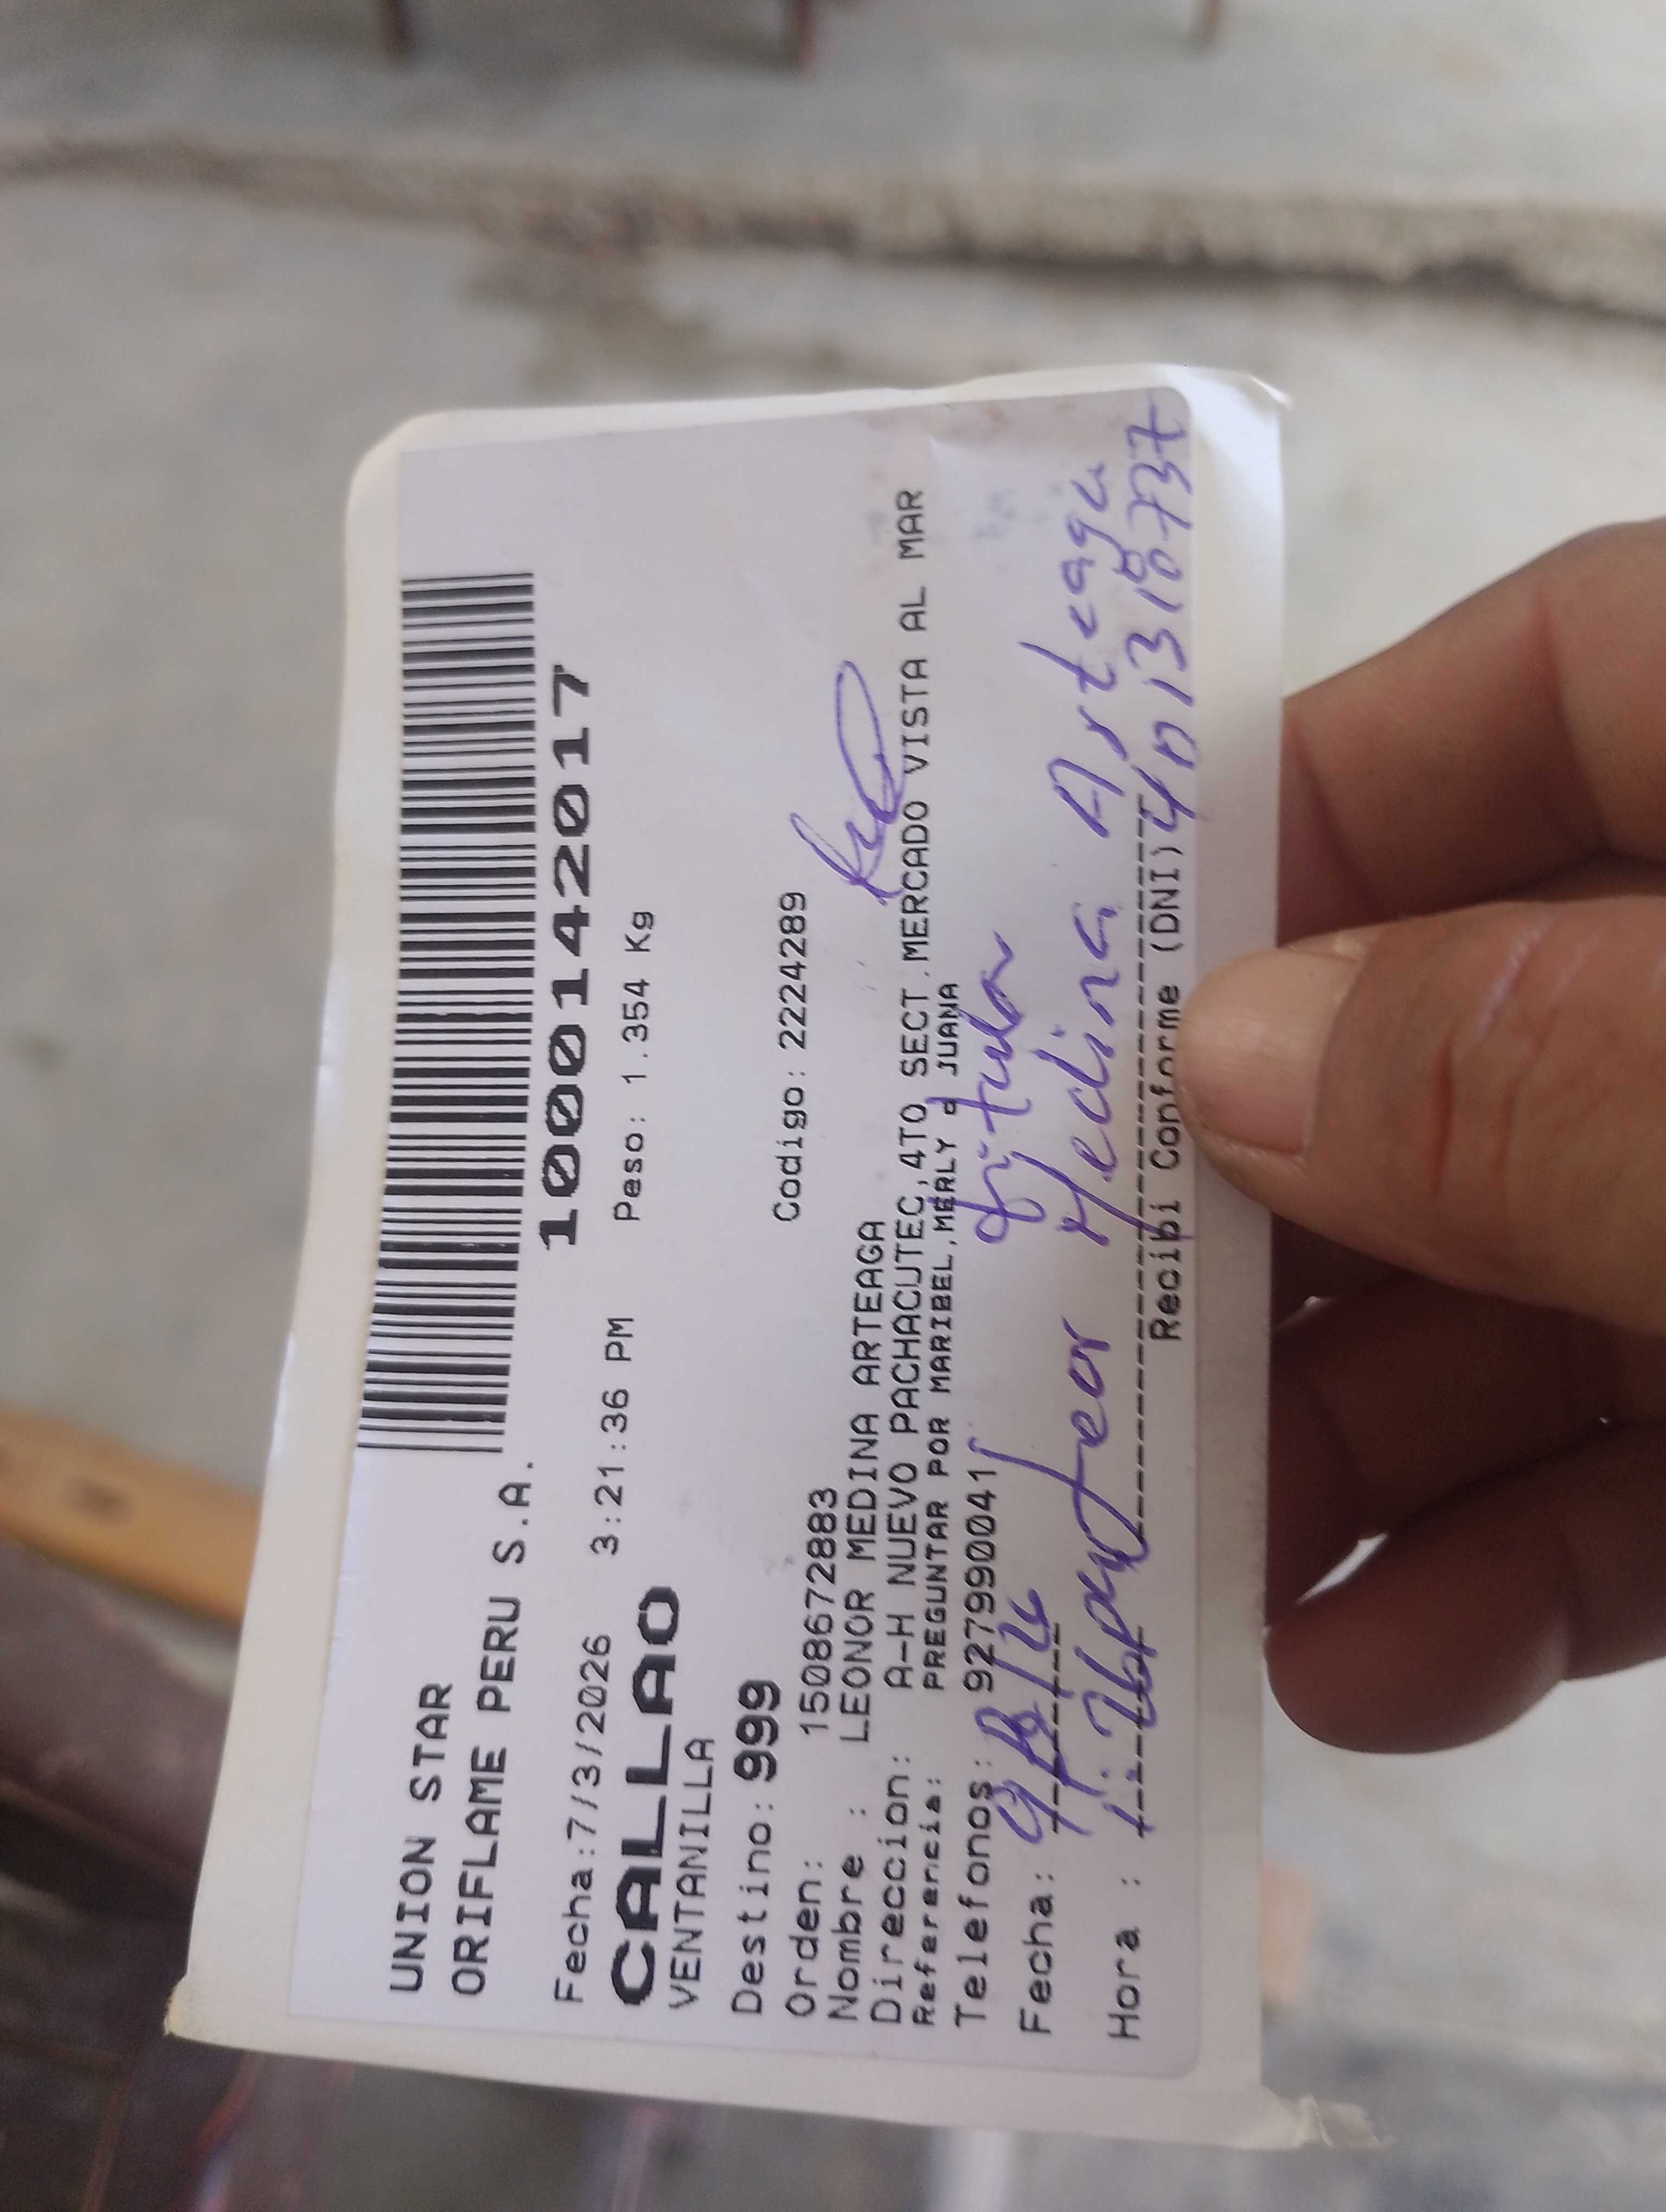 UNION STAR
ORIFLAME PERU S.A.
1000142017
Fecha:7/3/2026 3:21:36 PM Peso: 1.354 Kg
CALLAO
VENTANILLA
Destino: 999
Orden: 1508672883 Codigo: 2224289
Nombre : LEONOR MEDINA ARTEAGA
Direccion: A-H NUEVO PACHACUTEC,4TO SECT.MERCADO VISTA AL MAR
Referencia: PREGUNTAR POR MARIBEL,MERLY J JUANA
Telefonos: 927990041
titular
Fecha:
Leonor Medina Arteaga
Hora :
Recibi Conforme (DNI)